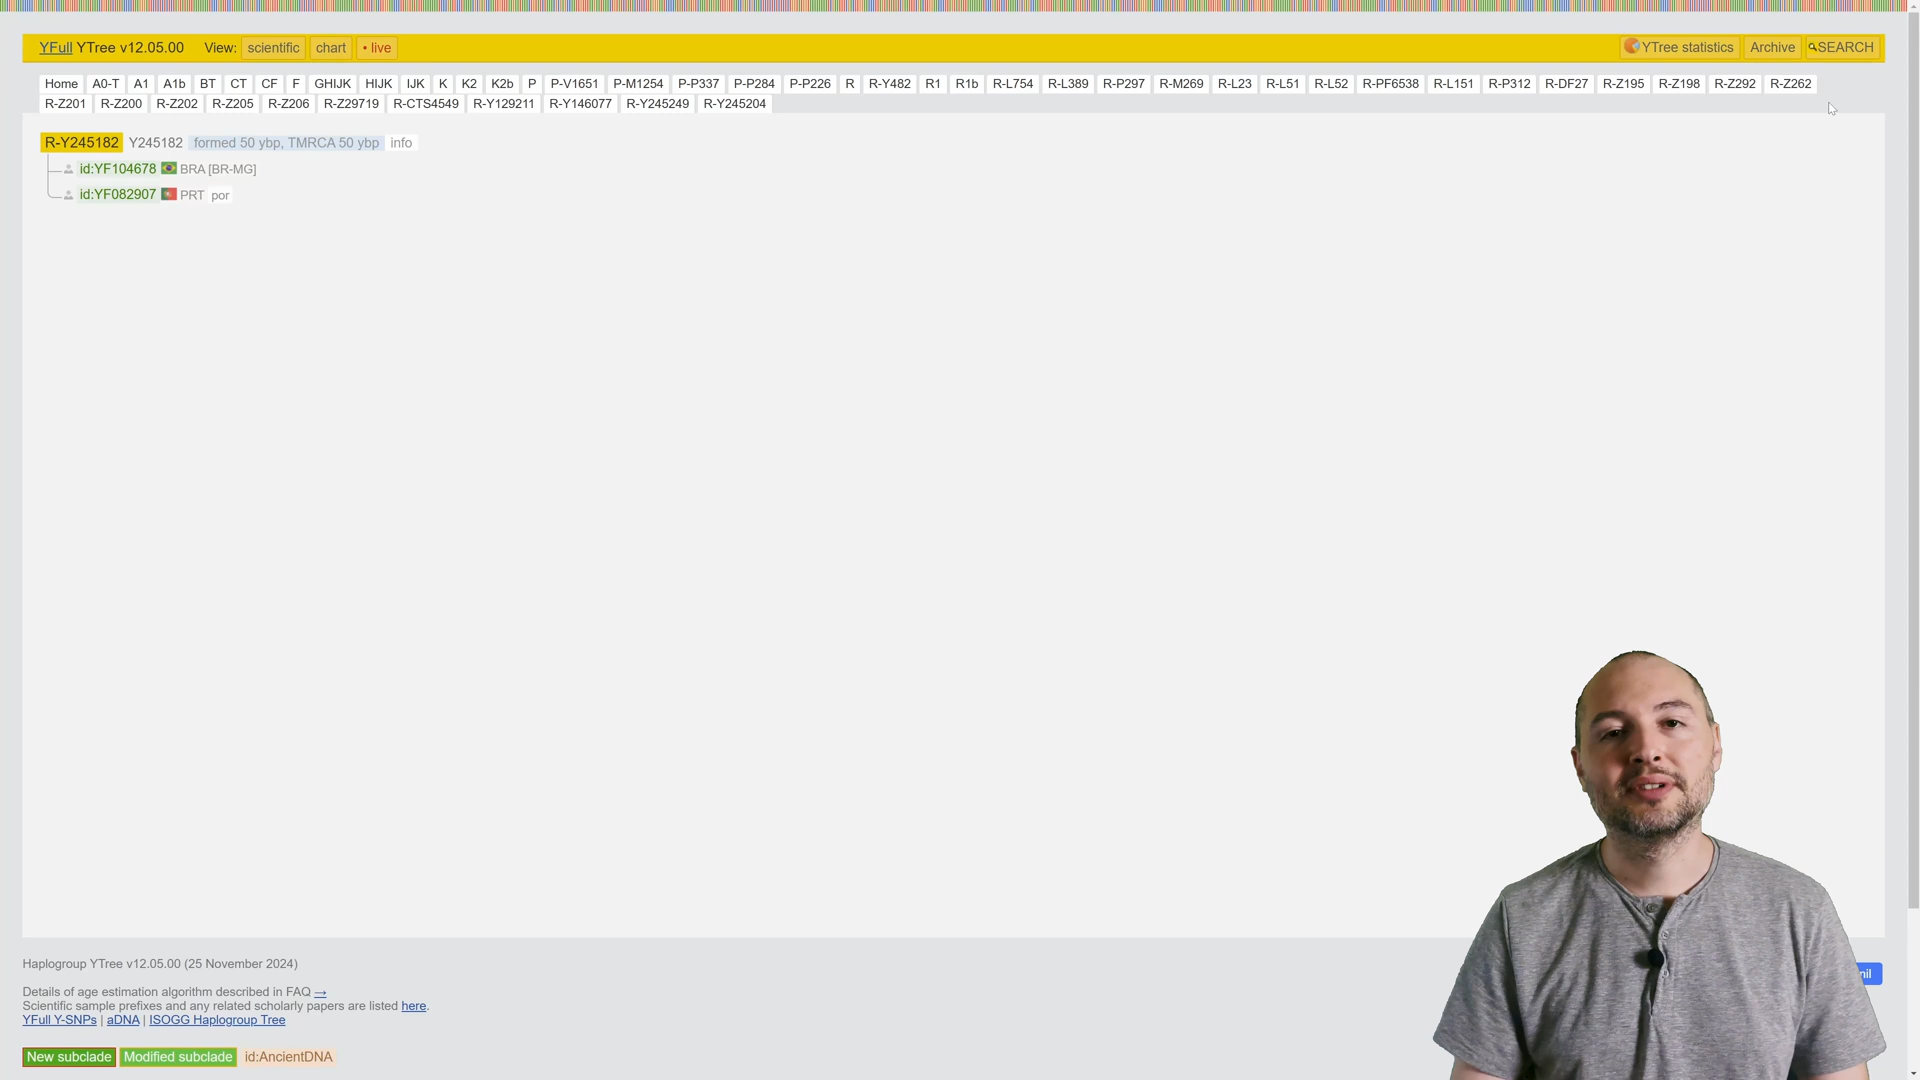 YFull YTree v12.05.00 View: scientific chart • live YTree statistics Archive SEARCH
Home A0-T A1 A1b BT CT CF F GHIJK HIJK IJK K K2 K2b P P-V1651 P-M1254 P-P337 P-P284 P-P226 R R-Y482 R1 R1b R-L754 R-L389 R-P297 R-M269 R-L23 R-L51 R-L52 R-PF6538 R-L151 R-P312 R-DF27 R-Z195 R-Z198 R-Z292 R-Z262
R-Z201 R-Z200 R-Z202 R-Z205 R-Z206 R-Z29719 R-CTS4549 R-Y129211 R-Y146077 R-Y245249 R-Y245204
R-Y245182 Y245182 formed 50 ybp, TMRCA 50 ybp info
id:YF104678 BRA [BR-MG]
id:YF082907 PRT por
Haplogroup YTree v12.05.00 (25 November 2024)
Details of age estimation algorithm described in FAQ →
Scientific sample prefixes and any related scholarly papers are listed here.
YFull Y-SNPs | aDNA | ISOGG Haplogroup Tree
New subclade Modified subclade id:AncientDNA